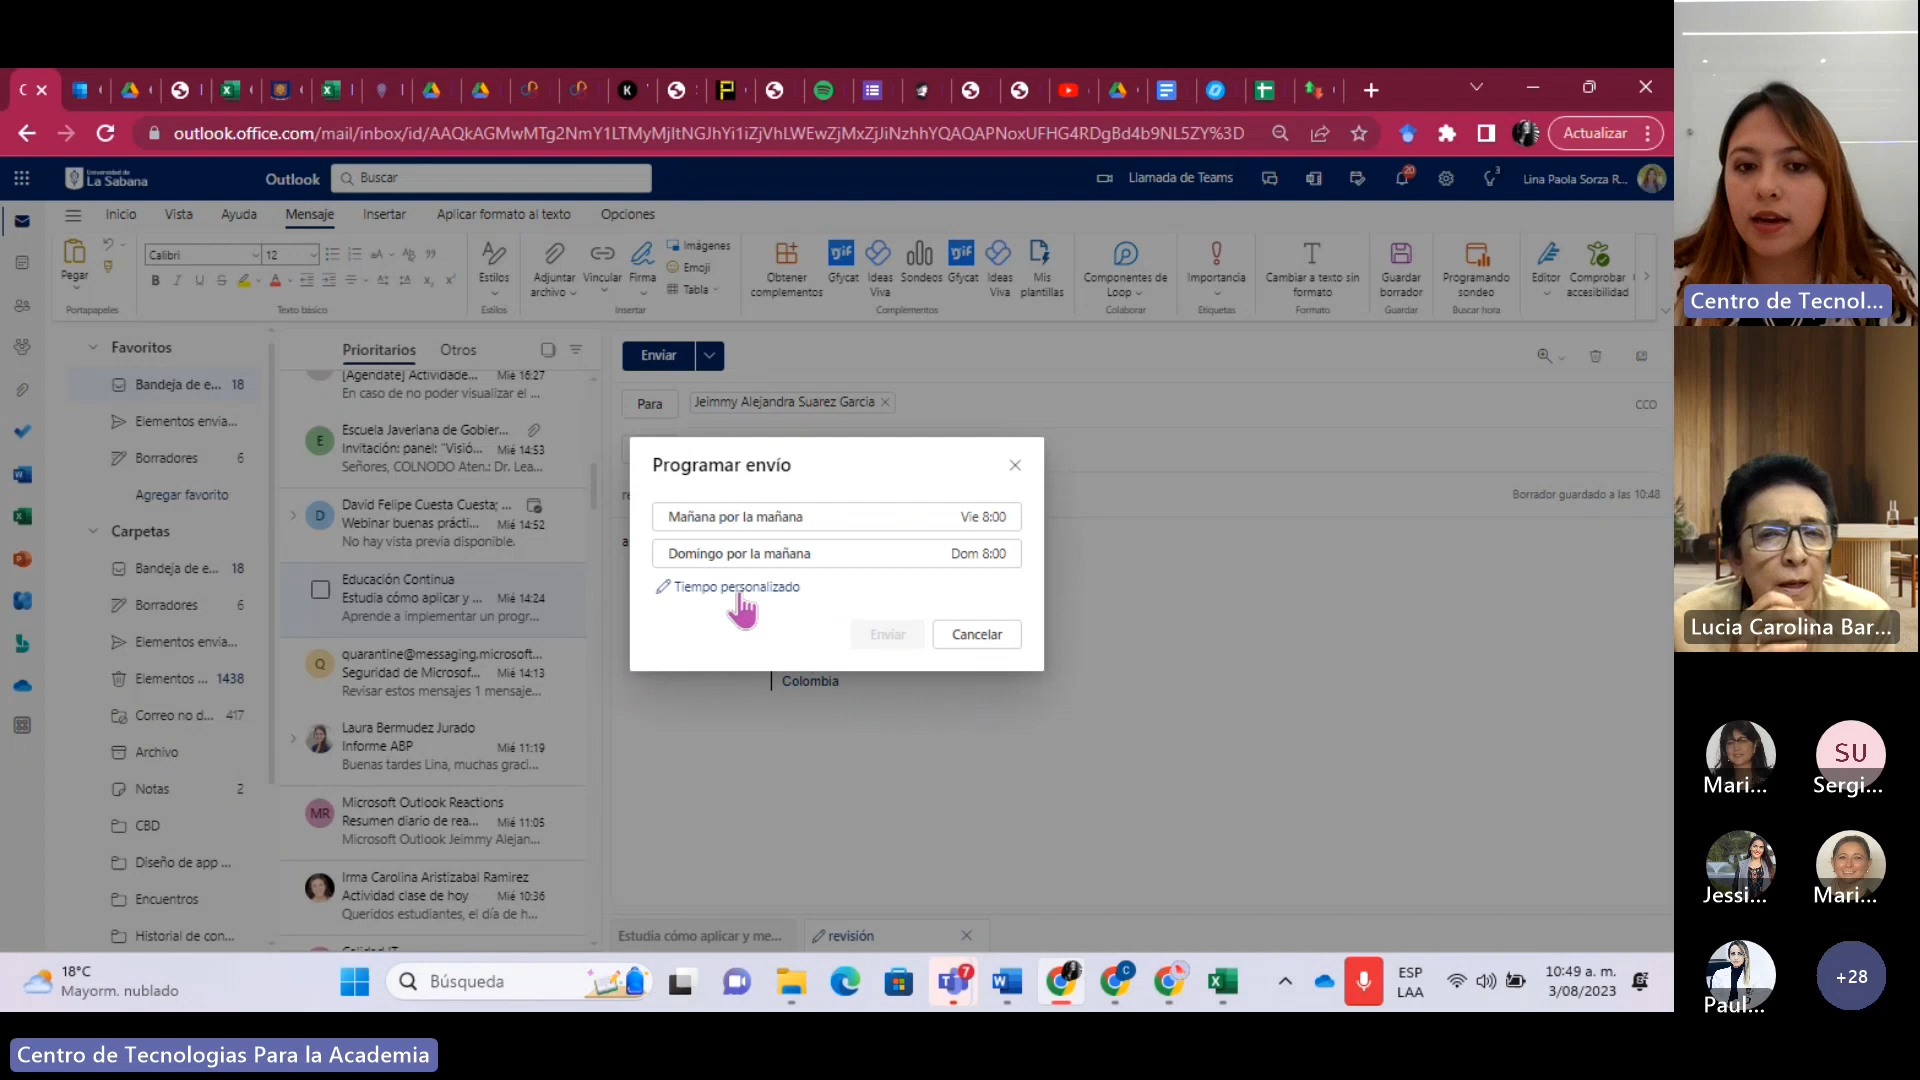 outlook.office.com/mail/inbox/id/AAQkAGMwMTg2NmY1LTMyMjItNGJhYi1iZjVhLWEwZjMxZjJiNzhhYQAQAPNoxUFHG4RDgBd4b9NL5ZY%3D
Actualizar
Universidad de
La Sabana
Outlook
Buscar
Llamada de Teams
20
3
Lina Paola Sorza R...
Inicio
Vista
Ayuda
Mensaje
Insertar
Aplicar formato al texto
Opciones
Pegar
Calibri
12
Estilos
Adjuntar archivo
Vincular
Firma
Imágenes
Emoji
Tabla
Obtener complementos
Gfycat
Ideas Viva
Sondeos
Gfycat
Ideas Viva
Mis plantillas
Componentes de Loop
Importancia
Cambiar a texto sin formato
Guardar borrador
Programando sondeo
Editor
Comprobar accesibilidad
Portapapeles
Texto básico
Estilos
Insertar
Complementos
Colaborar
Etiquetas
Formato
Guardar
Buscar hora
Favoritos
Bandeja de e... 18
Elementos envia...
Borradores 6
Agregar favorito
Carpetas
Bandeja de e... 18
Borradores 6
Elementos envia...
Elementos ... 1438
Correo no d... 417
Archivo
Notas 2
CBD
Diseño de app ...
Encuentros
Historial de con...
Prioritarios
Otros
[Agendate] Actividade... Mié 16:27
En caso de no poder visualizar el ...
E
Escuela Javeriana de Gobier...
Invitación: panel: "Visió... Mié 14:53
Señores, COLNODO Aten.: Dr. Lea...
D
David Felipe Cuesta Cuesta; ...
Webinar buenas prácti... Mié 14:52
No hay vista previa disponible.
Educación Continua
Estudia cómo aplicar y ... Mié 14:24
Aprende a implementar un progr...
Q
quarantine@messaging.microsoft...
Seguridad de Microsof... Mié 14:13
Revisar estos mensajes 1 mensaje...
Laura Bermudez Jurado
Informe ABP Mié 11:19
Buenas tardes Lina, muchas graci...
MR
Microsoft Outlook Reactions
Resumen diario de rea... Mié 11:05
Microsoft Outlook Jeimmy Alejan...
Irma Carolina Aristizabal Ramirez
Actividad clase de hoy Mié 10:36
Queridos estudiantes, el día de h...
Enviar
Para
Jeimmy Alejandra Suarez Garcia
CCO
Borrador guardado a las 10:48
Programar envío
Mañana por la mañana Vie 8:00
Domingo por la mañana Dom 8:00
Tiempo personalizado
Enviar
Cancelar
Colombia
Estudia cómo aplicar y me...
revisión
18°C
Mayorm. nublado
Búsqueda
7
ESP
LAA
10:49 a. m.
3/08/2023
Centro de Tecnologias Para la Academia
Centro de Tecnol...
Lucia Carolina Bar...
Mari...
SU
Sergi...
Jessi...
Mari...
Paul...
+28